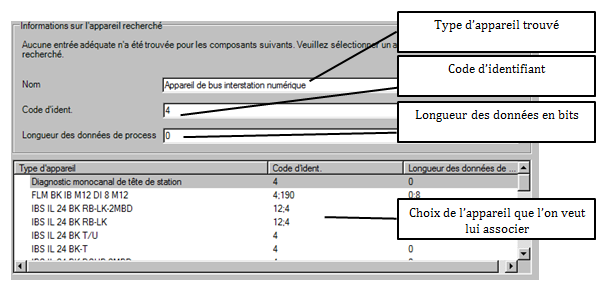 Informations sur l'appareil recherché
Aucune entrée adéquate n'a été trouvée pour les composants suivants. Veuillez sélectionner un a
recherché.
Type d'appareil trouvé
Nom
Appareil de bus interstation numérique
Code d'identifiant
Code d'ident.
4
Longueur des données de process
0
Longueur des données en bits
Type d'appareil Code d'Ident. Longueur des données de ...
Diagnostic monocanal de tête de station 4 0
FLM BK IB M12 DI 8 M12 4;190 0;8
IBS IL 24 BK RB-LK-2MBD 12;4
IBS IL 24 BK RB-LK 12;4
IBS IL 24 BK T/U 4
IBS IL 24 BK-T 4 0
Choix de l'appareil que l'on veut
lui associer